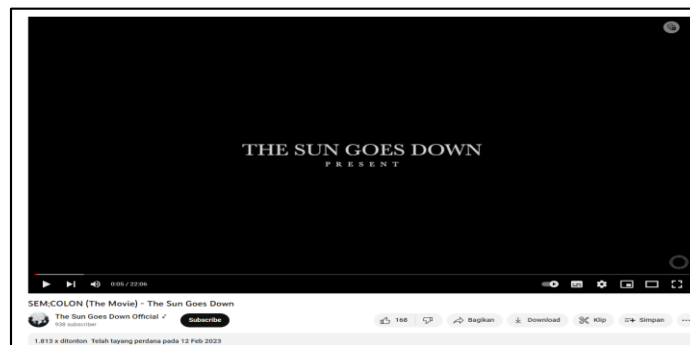 THE SUN GOES DOWN
PRESENT
0:05 / 22:06
SEM;COLON (The Movie) - The Sun Goes Down
The Sun Goes Down Official ✓
938 subscriber
Subscribe
168
Bagikan
Download
Klip
Simpan
1.813 x ditonton Telah tayang perdana pada 12 Feb 2023